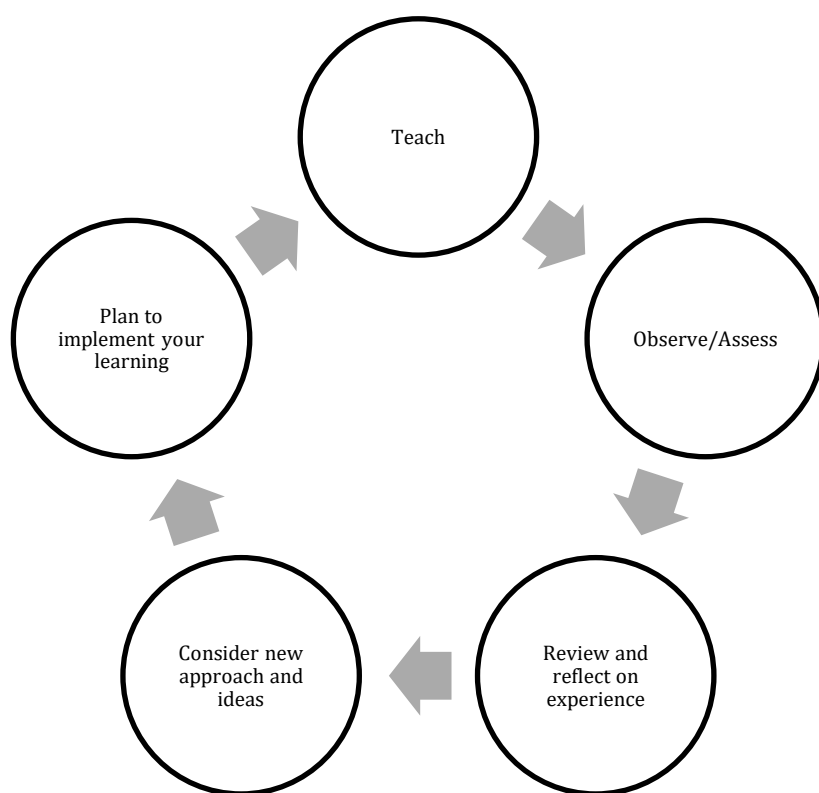 Teach
Observe/Assess
Review and
reflect on
experience
Consider new
approach and
ideas
Plan to
implement your
learning